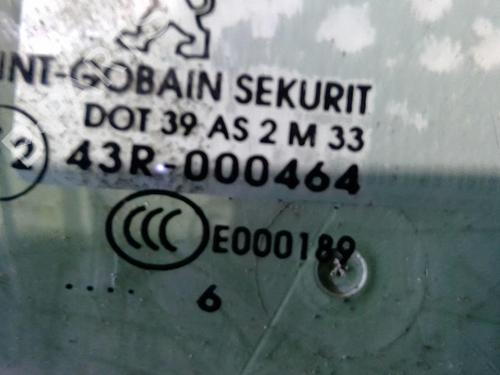 INT-GOBAIN SEKURIT
DOT 39 AS 2 M 33
2 43R-000464
CCC E000189
.... 6